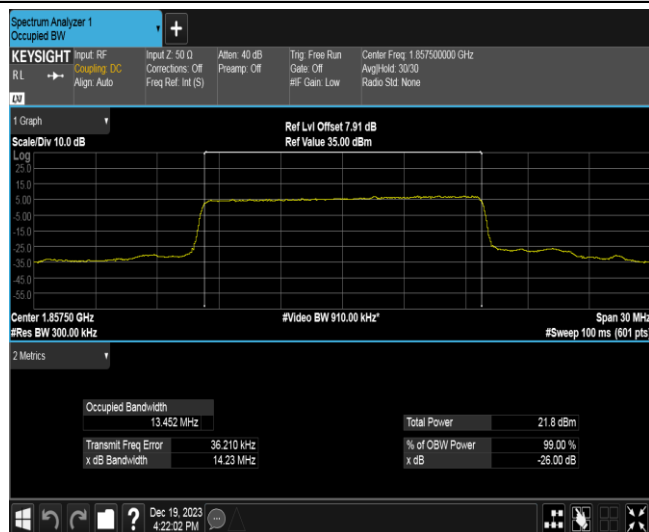 Spectrum Analyzer 1
Occupied BW
+
KEYSIGHT Input: RF Input Z: 50 Ω Atten: 40 dB Trig: Free Run Center Freq: 1.857500000 GHz
RL Coupling: DC Corrections: Off Preamp: Off Gate: Off Avg|Hold: 30/30
Align: Auto Freq Ref: Int (S) #IF Gain: Low Radio Std: None
LXI
1 Graph
Ref Lvl Offset 7.91 dB
Scale/Div 10.0 dB Ref Value 35.00 dBm
Log
25.0
15.0
5.00
-5.00
-15.0
-25.0
-35.0
-45.0
-55.0
Center 1.85750 GHz #Video BW 910.00 kHz* Span 30 MHz
#Res BW 300.00 kHz #Sweep 100 ms (601 pts)
2 Metrics
Occupied Bandwidth
13.452 MHz Total Power 21.8 dBm
Transmit Freq Error 36.210 kHz % of OBW Power 99.00 %
x dB Bandwidth 14.23 MHz x dB -26.00 dB
? Dec 19, 2023
4:22:02 PM